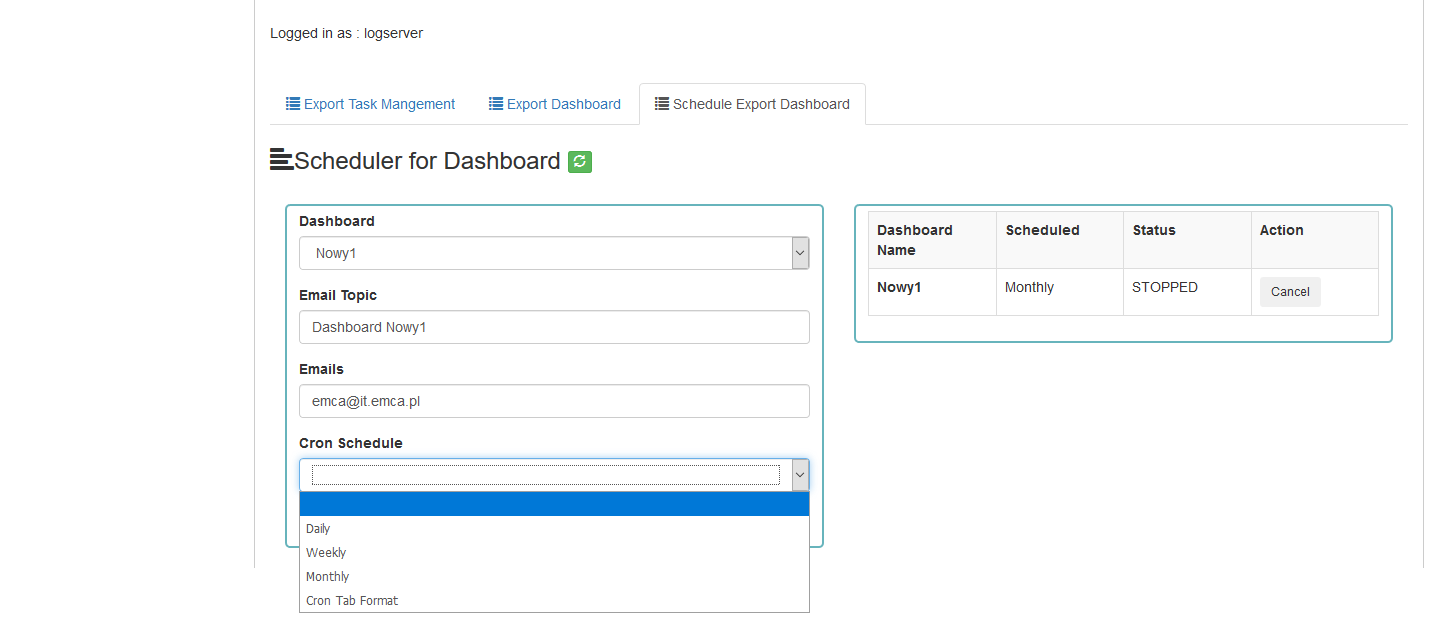 Logged in as : logserver
Export Task Mangement
Export Dashboard
Schedule Export Dashboard
Scheduler for Dashboard
Dashboard
Nowy1
Email Topic
Dashboard Nowy1
Emails
emca@it.emca.pl
Cron Schedule
Daily
Weekly
Monthly
Cron Tab Format
Dashboard Name Scheduled Status Action
Nowy1 Monthly STOPPED Cancel